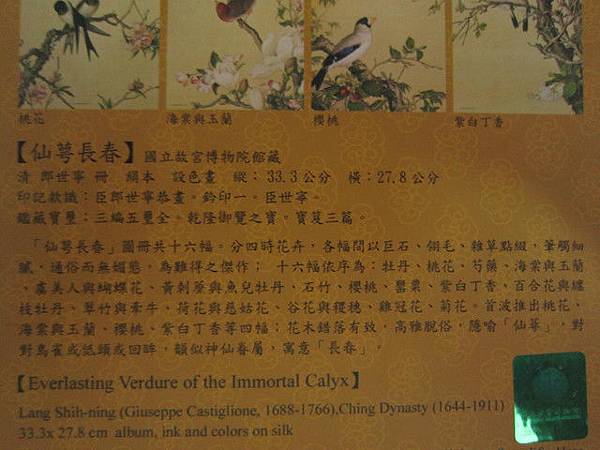 桃花
海棠與玉蘭
櫻桃
紫白丁香
【仙萼長春】國立故宮博物院館藏
清 郎世寧 冊 絹本 設色畫 縱：33.3公分 橫：27.8公分
印記款識：臣郎世寧恭畫。鈐印一。臣世寧。
鑑藏寶璽：三編五璽全。乾隆御覽之寶。寶笈三篇。
「仙萼長春」圖冊共十六幅。分四時花卉，各幅間以巨石、翎毛、雜草點綴，筆觸細
膩，通俗而無媚態，為難得之傑作； 十六幅依序為：牡丹、桃花、芍藥、海棠與玉蘭
、虞美人與蝴蝶花、黃刺蘼與魚兒牡丹、石竹、櫻桃、罌粟、紫白丁香、百合花與纏
枝牡丹、翠竹與牽牛、荷花與慈姑花、谷花與稷穗、雞冠花、菊花。首波推出桃花、
海棠與玉蘭、櫻桃、紫白丁香等四幅；花木錯落有致，高雅脫俗，隱喻「仙萼」，對
對鳥雀或低頭或回眸，韻似神仙眷屬，寓意「長春」。
【Everlasting Verdure of the Immortal Calyx】
Lang Shih-ning (Giuseppe Castiglione, 1688-1766),Ching Dynasty (1644-1911)
33.3x 27.8 cm album, ink and colors on silk